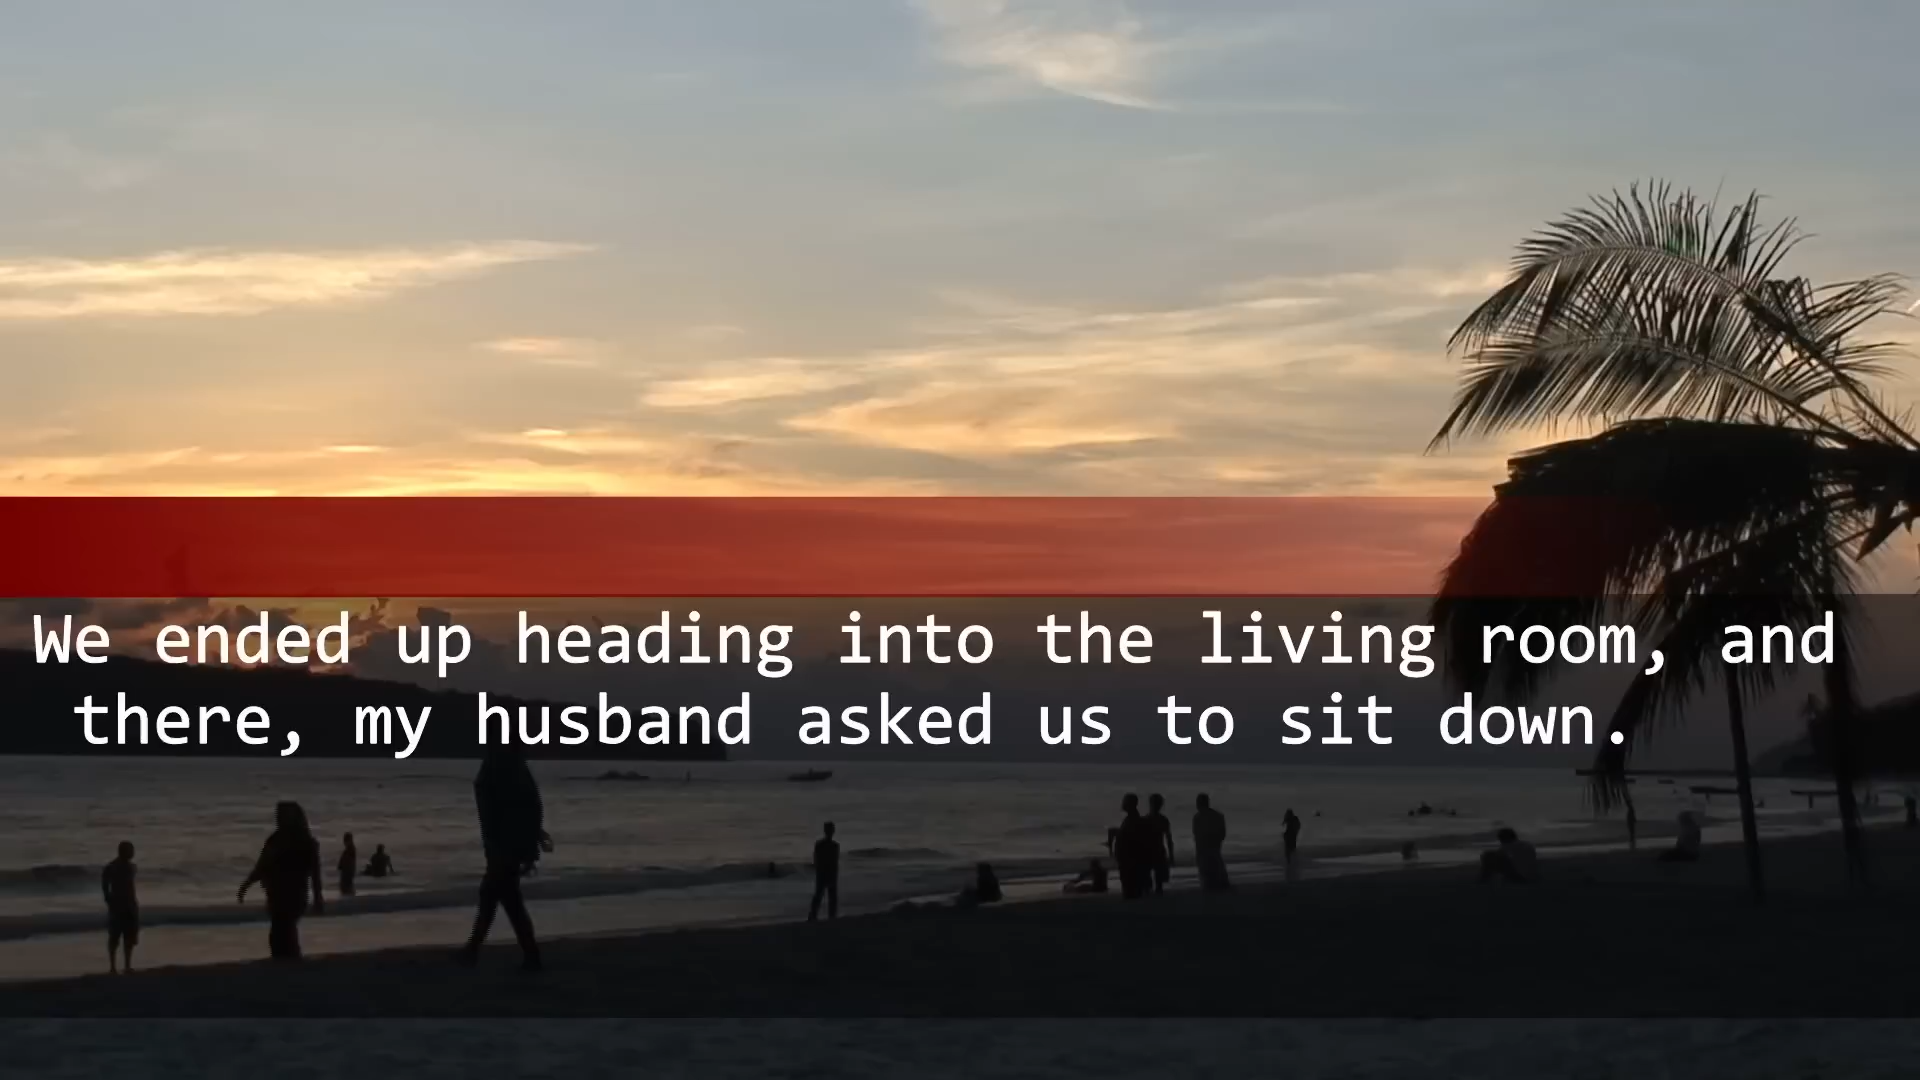 We ended up heading into the living room, and
there, my husband asked us to sit down.